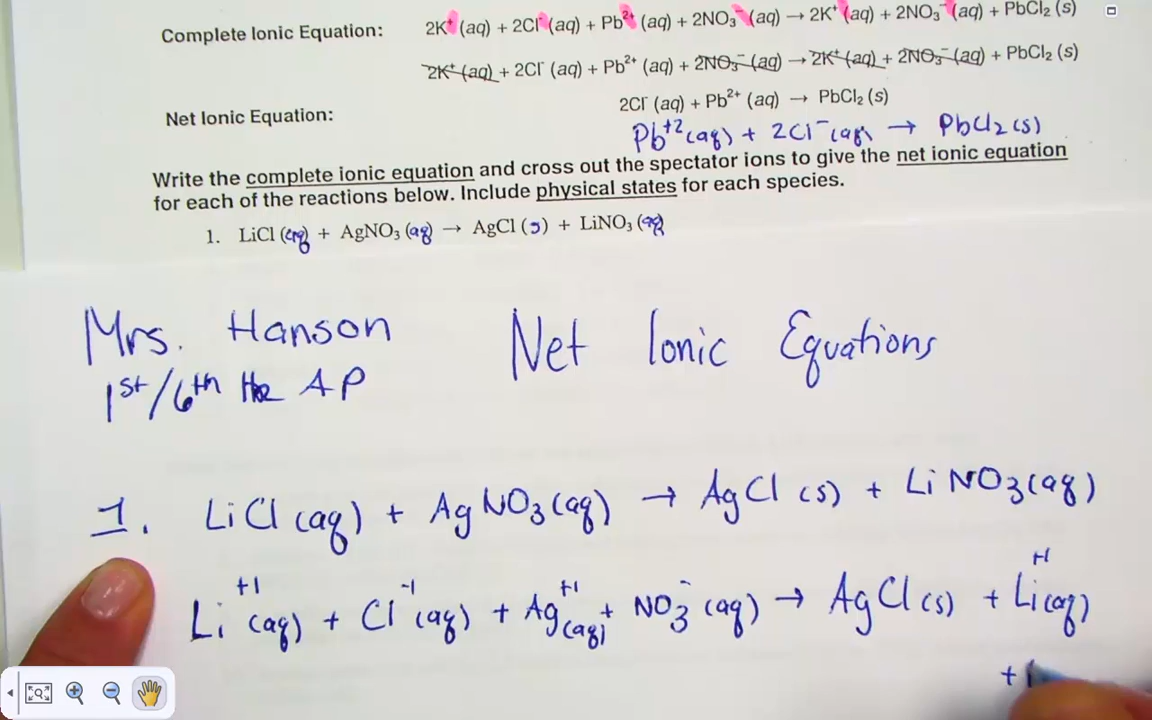 Complete Ionic Equation: 2K⁺ (aq) + 2Cl⁻ (aq) + Pb²⁺ (aq) + 2NO₃⁻ (aq) → 2K⁺ (aq) + 2NO₃⁻ (aq) + PbCl₂ (s)
2K⁺ (aq) + 2Cl⁻ (aq) + Pb²⁺ (aq) + 2NO₃⁻ (aq) → 2K⁺ (aq) + 2NO₃⁻ (aq) + PbCl₂ (s)
Net Ionic Equation: 2Cl⁻ (aq) + Pb²⁺ (aq) → PbCl₂ (s)
Pb⁺² (aq) + 2Cl⁻ (aq) → PbCl₂ (s)
Write the complete ionic equation and cross out the spectator ions to give the net ionic equation
for each of the reactions below. Include physical states for each species.
1. LiCl (aq) + AgNO₃ (aq) → AgCl (s) + LiNO₃ (aq)
Mrs. Hanson Net Ionic Equations
1st/6th Hr AP
1. LiCl (aq) + AgNO₃ (aq) → AgCl (s) + LiNO₃ (aq)
Li⁺¹ (aq) + Cl⁻¹ (aq) + Ag⁺¹ (aq) + NO₃⁻ (aq) → AgCl (s) + Li⁺¹ (aq)
+